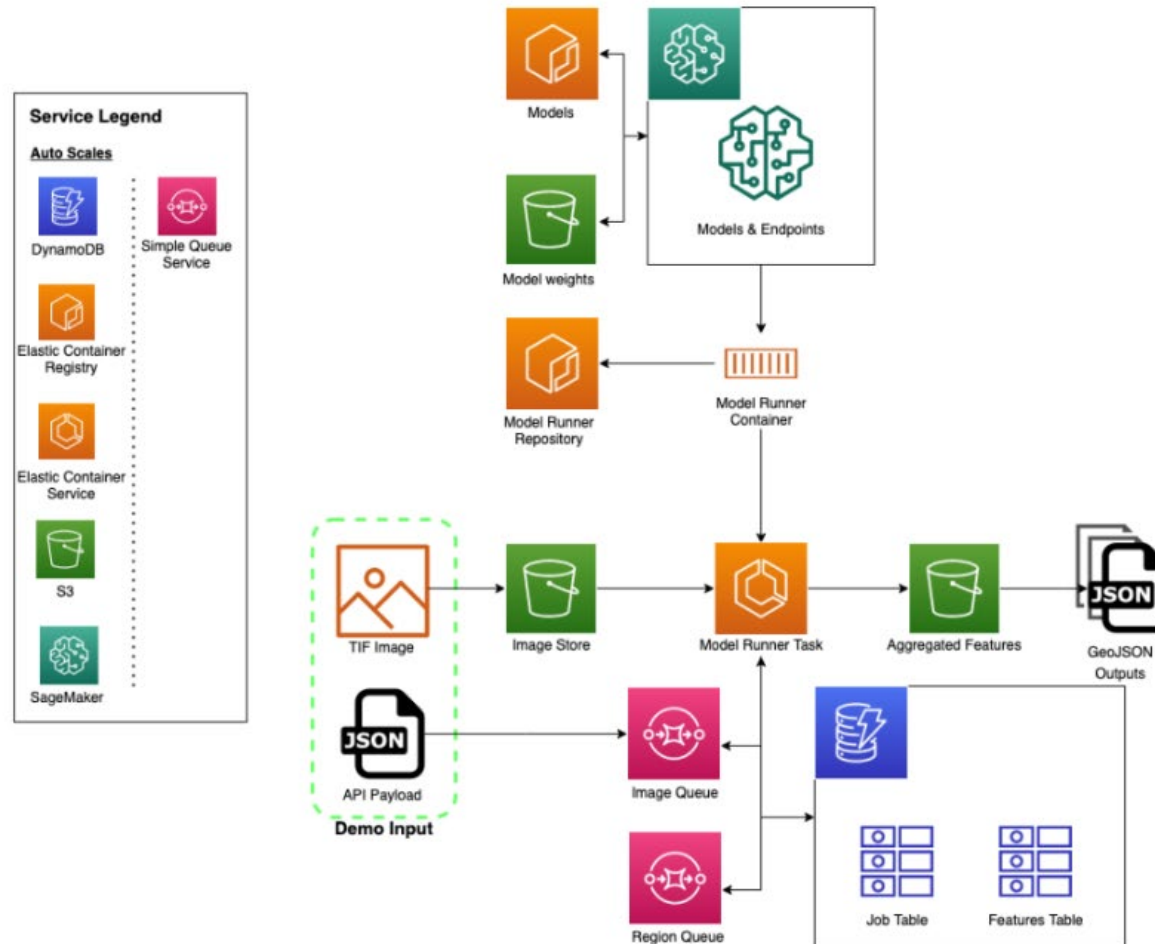 Service Legend
Auto Scales
DynamoDB
Simple Queue
Service
Elastic Container
Registry
Elastic Container
Service
S3
SageMaker
Models
Model weights
Models & Endpoints
Model Runner
Repository
Model Runner
Container
TIF Image
Image Store
Model Runner Task
Aggregated Features
JSON
GeoJSON
Outputs
JSON
API Payload
Demo Input
Image Queue
Region Queue
Job Table
Features Table